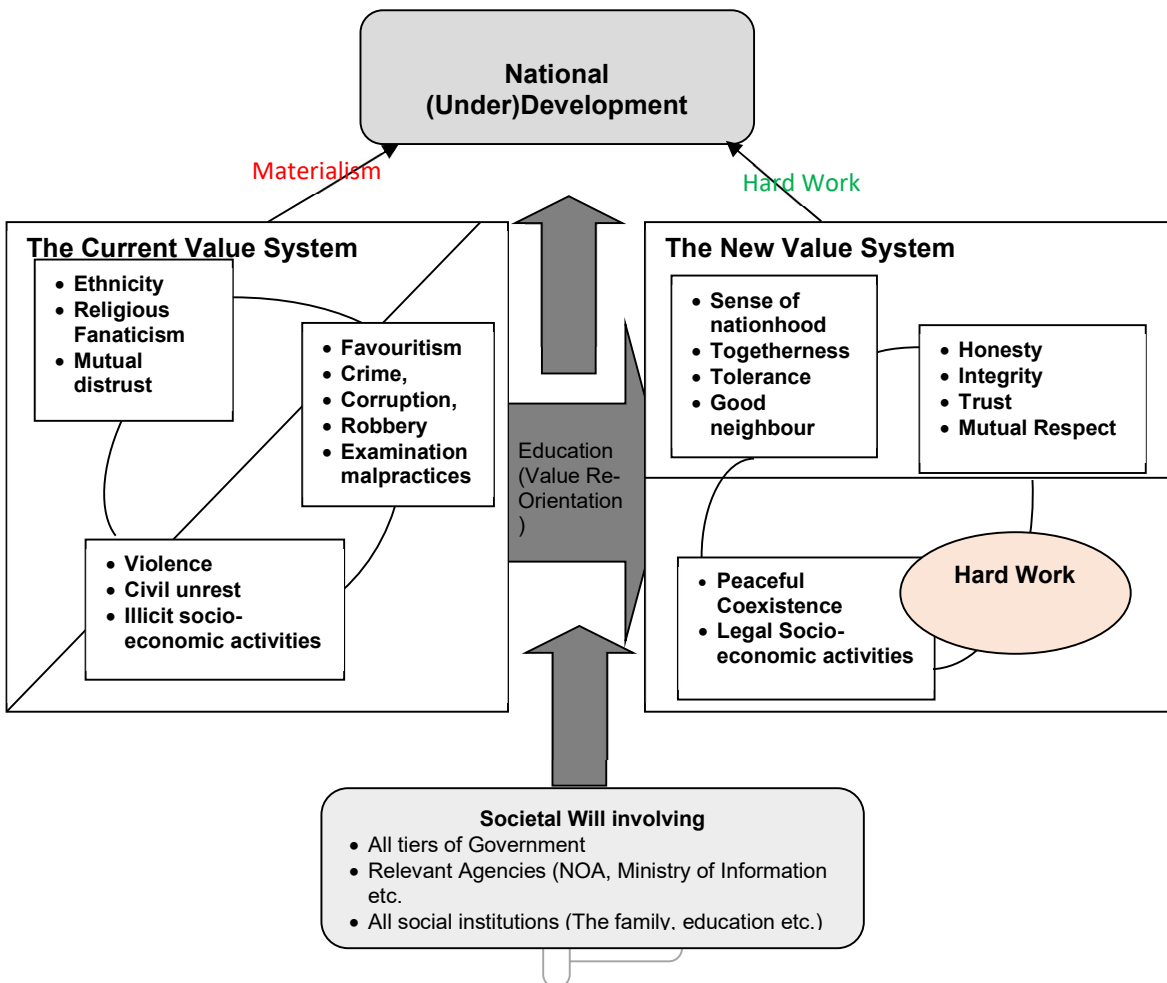 National
(Under)Development
Materialism
Hard Work
The Current Value System
• Ethnicity
• Religious
Fanaticism
• Mutual
distrust
• Favouritism
• Crime,
• Corruption,
• Robbery
• Examination
malpractices
• Violence
• Civil unrest
• Illicit socio-
economic activities
Education
(Value Re-
Orientation
)
The New Value System
• Sense of
nationhood
• Togetherness
• Tolerance
• Good
neighbour
• Honesty
• Integrity
• Trust
• Mutual Respect
• Peaceful
Coexistence
• Legal Socio-
economic activities
Hard Work
Societal Will involving
• All tiers of Government
• Relevant Agencies (NOA, Ministry of Information
etc.
• All social institutions (The family, education etc.)